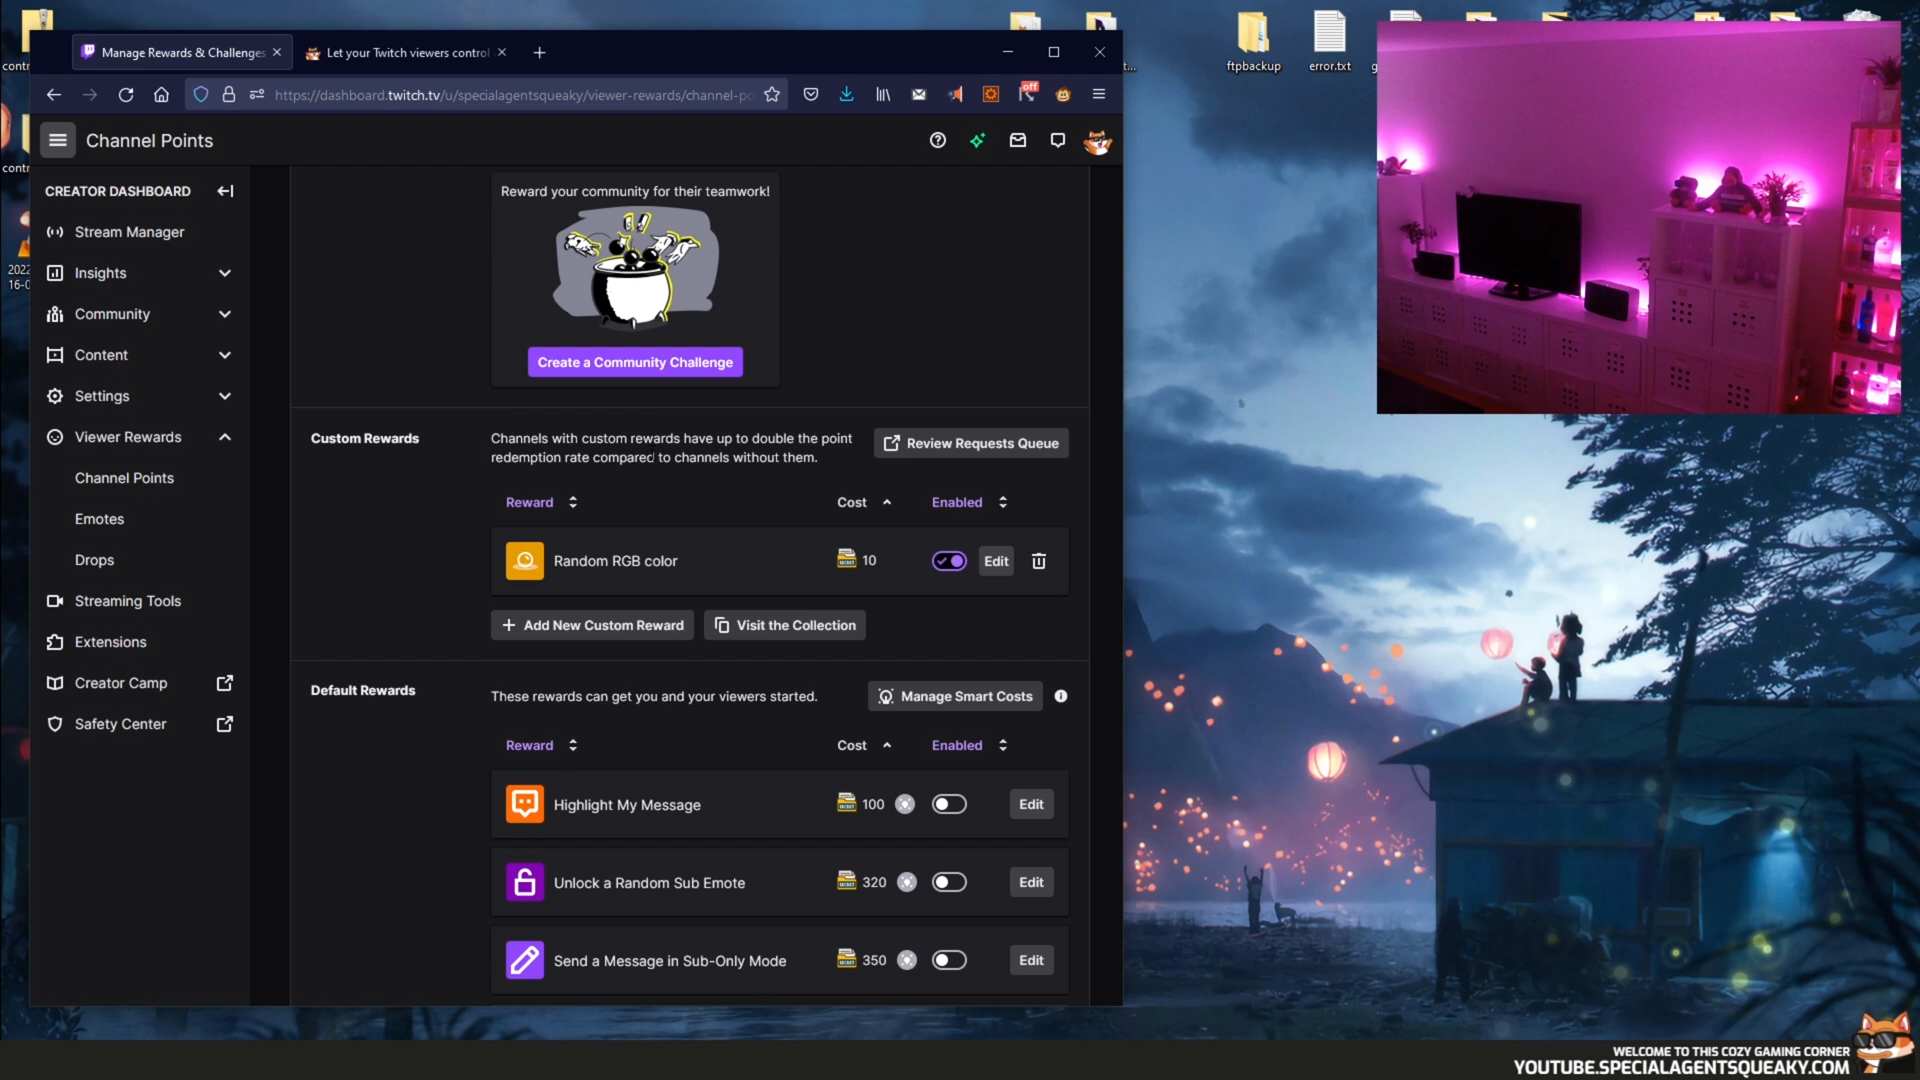 contr
ftpbackup
error.txt
Manage Rewards & Challenges
Let your Twitch viewers control
https://dashboard.twitch.tv/u/specialagentsqueaky/viewer-rewards/channel-po
off
Channel Points
contr
2022
16-0
CREATOR DASHBOARD
Stream Manager
Insights
Community
Content
Settings
Viewer Rewards
Channel Points
Emotes
Drops
Streaming Tools
Extensions
Creator Camp
Safety Center
Reward your community for their teamwork!
Create a Community Challenge
Custom Rewards
Channels with custom rewards have up to double the point
redemption rate compared to channels without them.
Review Requests Queue
Reward Cost Enabled
Random RGB color 10 Edit
Add New Custom Reward Visit the Collection
Default Rewards
These rewards can get you and your viewers started.
Manage Smart Costs
Reward Cost Enabled
Highlight My Message 100 Edit
Unlock a Random Sub Emote 320 Edit
Send a Message in Sub-Only Mode 350 Edit
WELCOME TO THIS COZY GAMING CORNER
YOUTUBE.SPECIALAGENTSQUEAKY.COM